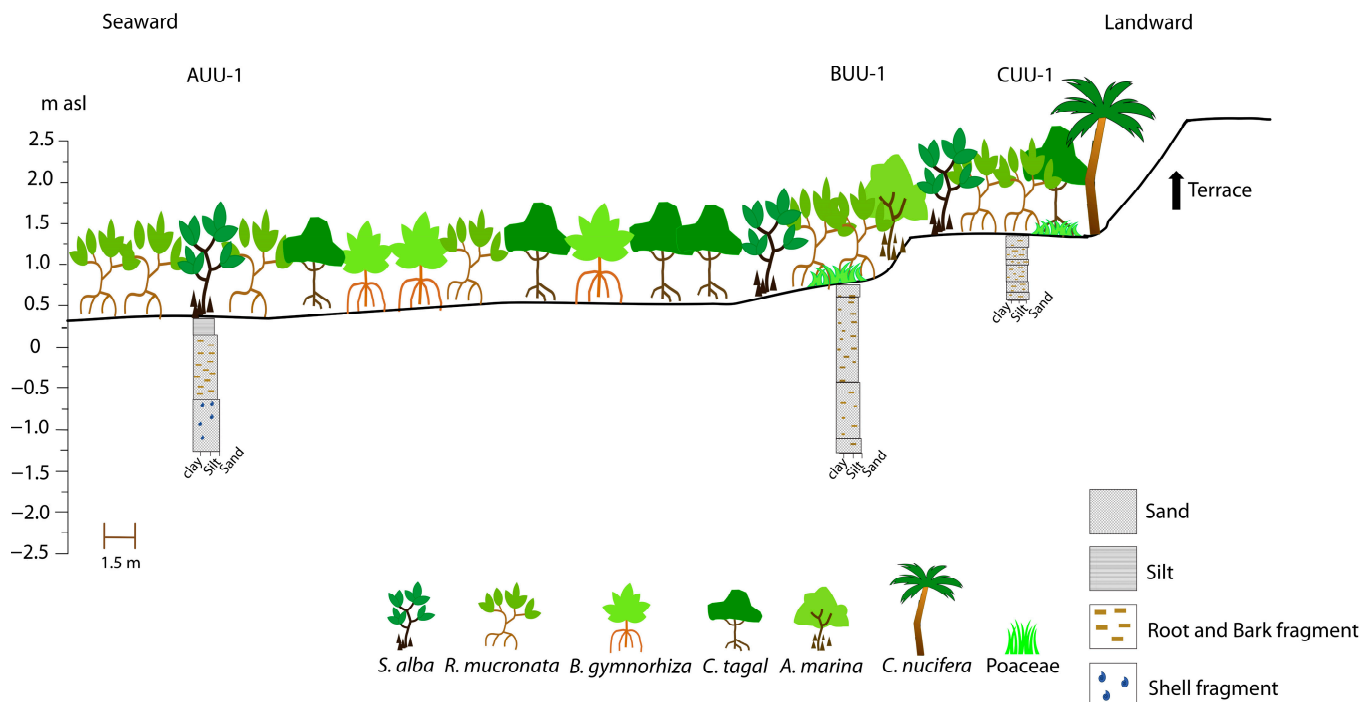 Seaward
Landward
AUU-1
BUU-1
CUU-1
m asl
2.5
2.0
1.5
1.0
0.5
0
−0.5
−1.0
−1.5
−2.0
−2.5
Terrace
clay Silt Sand
clay Silt Sand
clay Silt Sand
1.5 m
Sand
Silt
Root and Bark fragment
Shell fragment
S. alba
R. mucronata
B. gymnorhiza
C. tagal
A. marina
C. nucifera
Poaceae